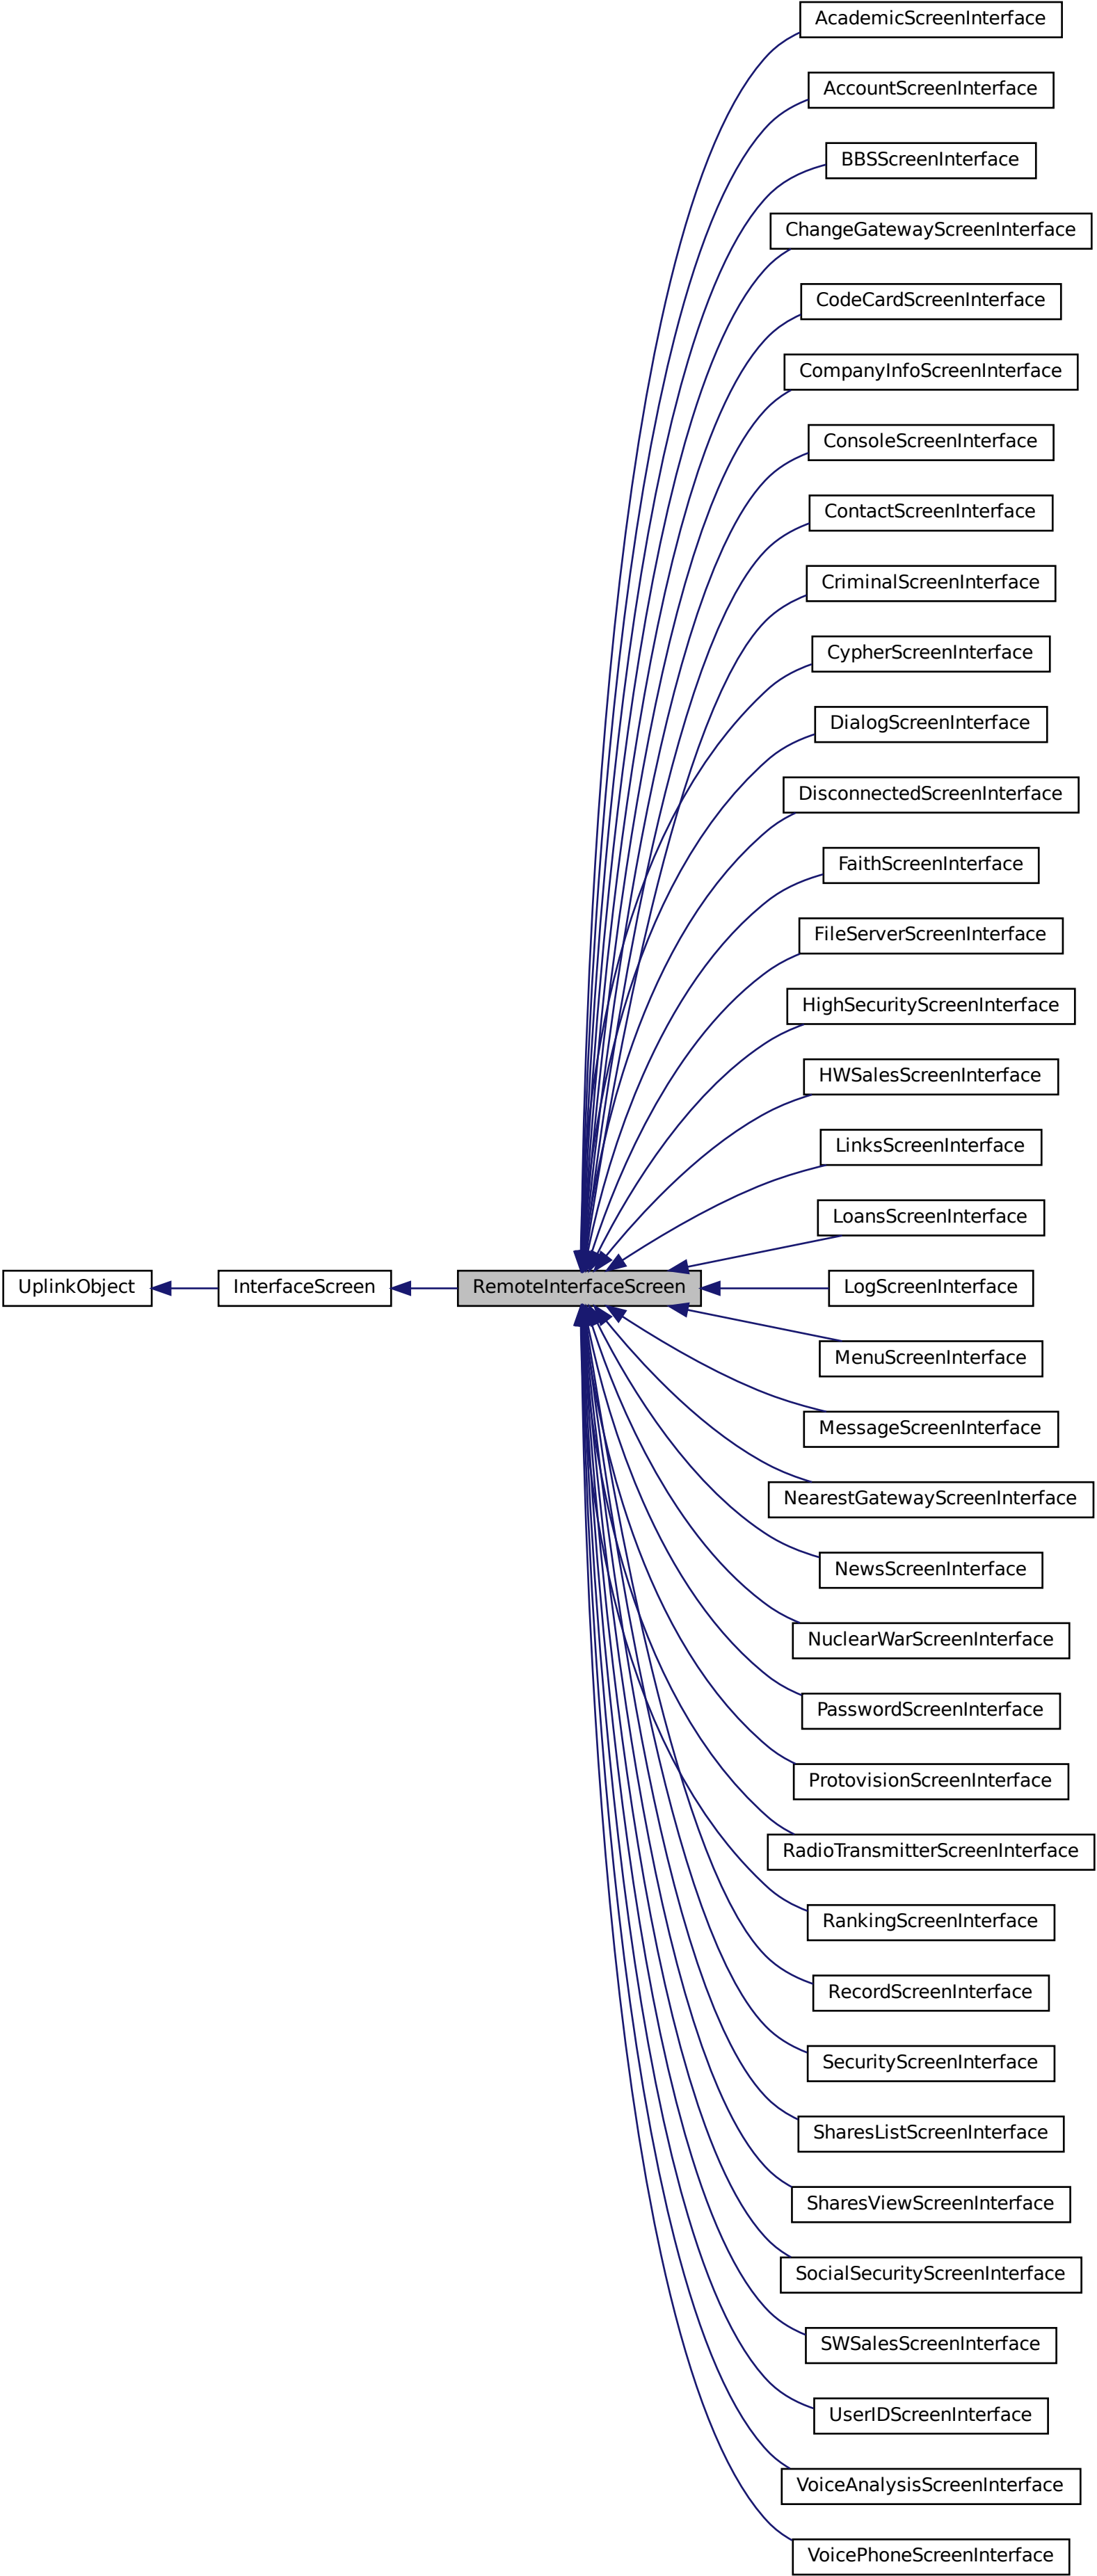 AcademicScreenInterface
AccountScreenInterface
BBSScreenInterface
ChangeGatewayScreenInterface
CodeCardScreenInterface
CompanyInfoScreenInterface
ConsoleScreenInterface
ContactScreenInterface
CriminalScreenInterface
CypherScreenInterface
DialogScreenInterface
DisconnectedScreenInterface
FaithScreenInterface
FileServerScreenInterface
HighSecurityScreenInterface
HWSalesScreenInterface
LinksScreenInterface
LoansScreenInterface
UplinkObject
InterfaceScreen
RemoteInterfaceScreen
LogScreenInterface
MenuScreenInterface
MessageScreenInterface
NearestGatewayScreenInterface
NewsScreenInterface
NuclearWarScreenInterface
PasswordScreenInterface
ProtovisionScreenInterface
RadioTransmitterScreenInterface
RankingScreenInterface
RecordScreenInterface
SecurityScreenInterface
SharesListScreenInterface
SharesViewScreenInterface
SocialSecurityScreenInterface
SWSalesScreenInterface
UserIDScreenInterface
VoiceAnalysisScreenInterface
VoicePhoneScreenInterface